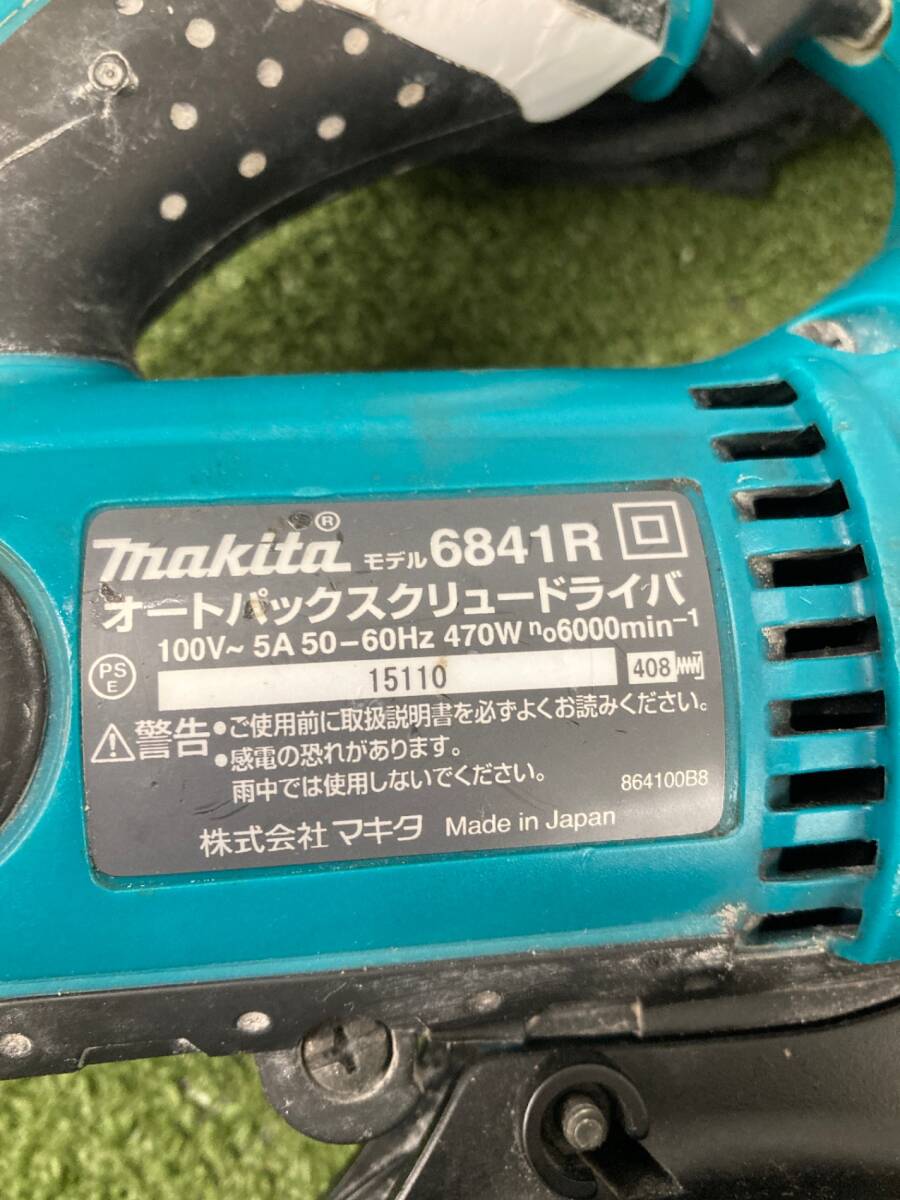 makita® モデル 6841R
オートパックスクリュードライバ
100V~ 5A 50-60Hz 470W n₀6000min⁻¹
PS E 15110 408
警告 •ご使用前に取扱説明書を必ずよくお読みください。
•感電の恐れがあります。
雨中では使用しないでください。 864100B8
株式会社 マキタ Made in Japan